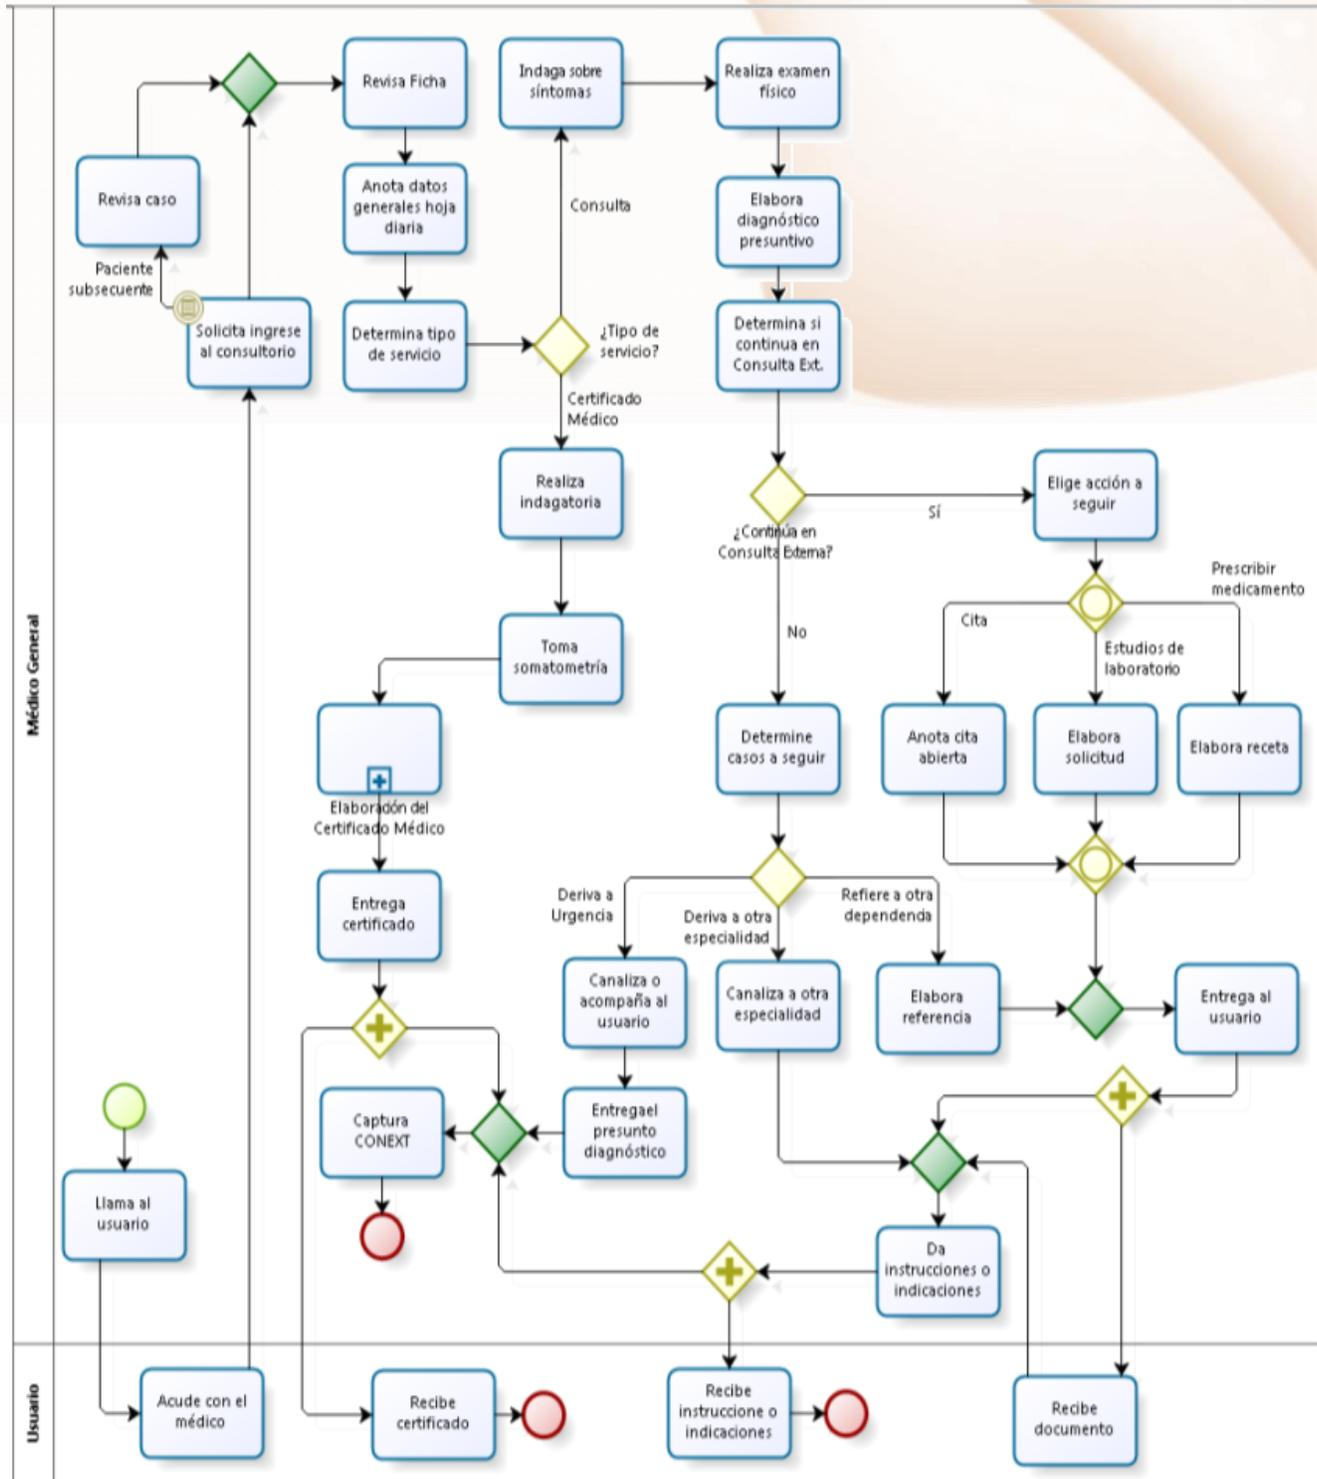 Médico General
Usuario
Revisa Ficha
Indaga sobre
síntomas
Realiza examen
físico
Revisa caso
Anota datos
generales hoja
diaria
Consulta
Elabora
diagnóstico
presuntivo
Paciente
subsecuente
Solicita ingrese
al consultorio
Determina tipo
de servicio
¿Tipo de
servicio?
Determina si
continua en
Consulta Ext.
Certificado
Médico
Realiza
indagatoria
¿Continúa en
Consulta Externa?
Sí
Elige acción a
seguir
No
Cita
Estudios de
laboratorio
Prescribir
medicamento
Toma
somatometría
Elaboración del
Certificado Médico
Determine
casos a seguir
Anota cita
abierta
Elabora
solicitud
Elabora receta
Entrega
certificado
Deriva a
Urgencia
Deriva a otra
especialidad
Refiere a otra
dependencia
Canaliza o
acompaña al
usuario
Canaliza a otra
especialidad
Elabora
referencia
Entrega al
usuario
Captura
CONEXT
Entregael
presunto
diagnóstico
Llama al
usuario
Da
instrucciones o
indicaciones
Acude con el
médico
Recibe
certificado
Recibe
instruccione o
indicaciones
Recibe
documento